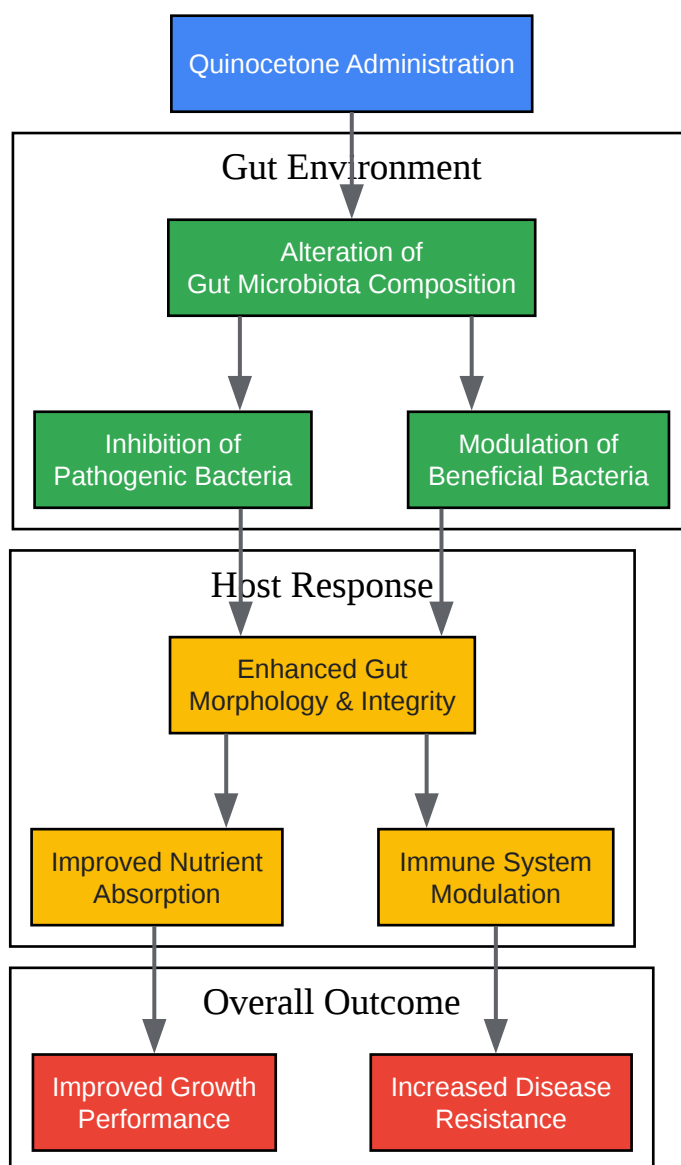 Quinocetone Administration
Gut Environment
Alteration of
Gut Microbiota Composition
Inhibition of
Pathogenic Bacteria
Modulation of
Beneficial Bacteria
Host Response
Enhanced Gut
Morphology & Integrity
Improved Nutrient
Absorption
Immune System
Modulation
Overall Outcome
Improved Growth
Performance
Increased Disease
Resistance